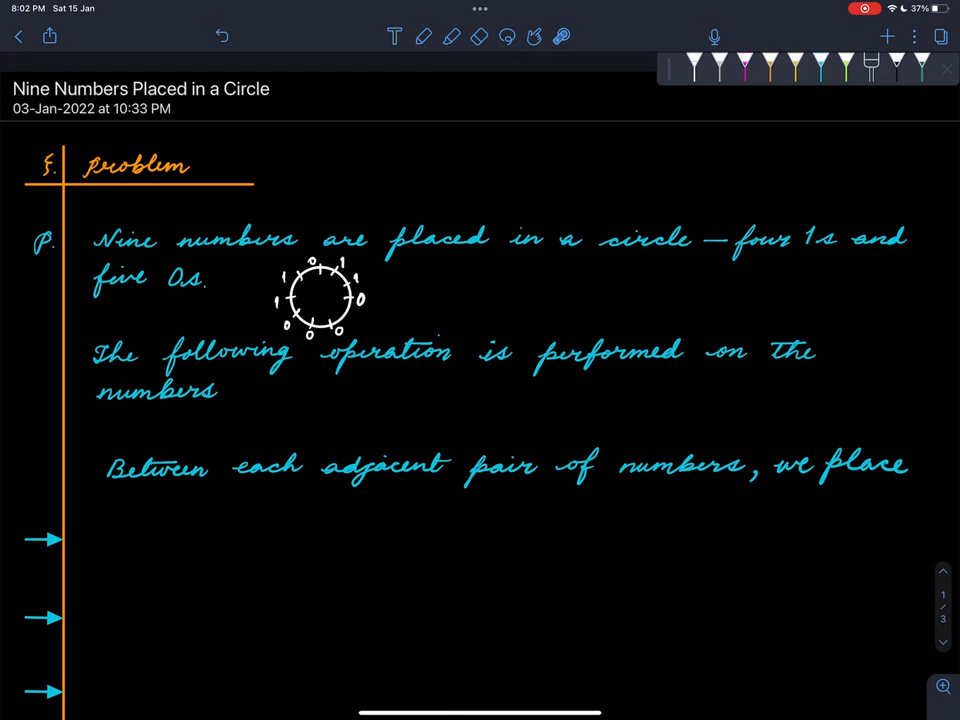 8:02 PM Sat 15 Jan
37%
Nine Numbers Placed in a Circle
03-Jan-2022 at 10:33 PM
§. Problem
P. Nine numbers are placed in a circle — four 1s and
five 0s.
0 1 1 0 0 0 0 1 1
The following operation is performed on the
numbers
Between each adjacent pair of numbers, we place
1 / 3